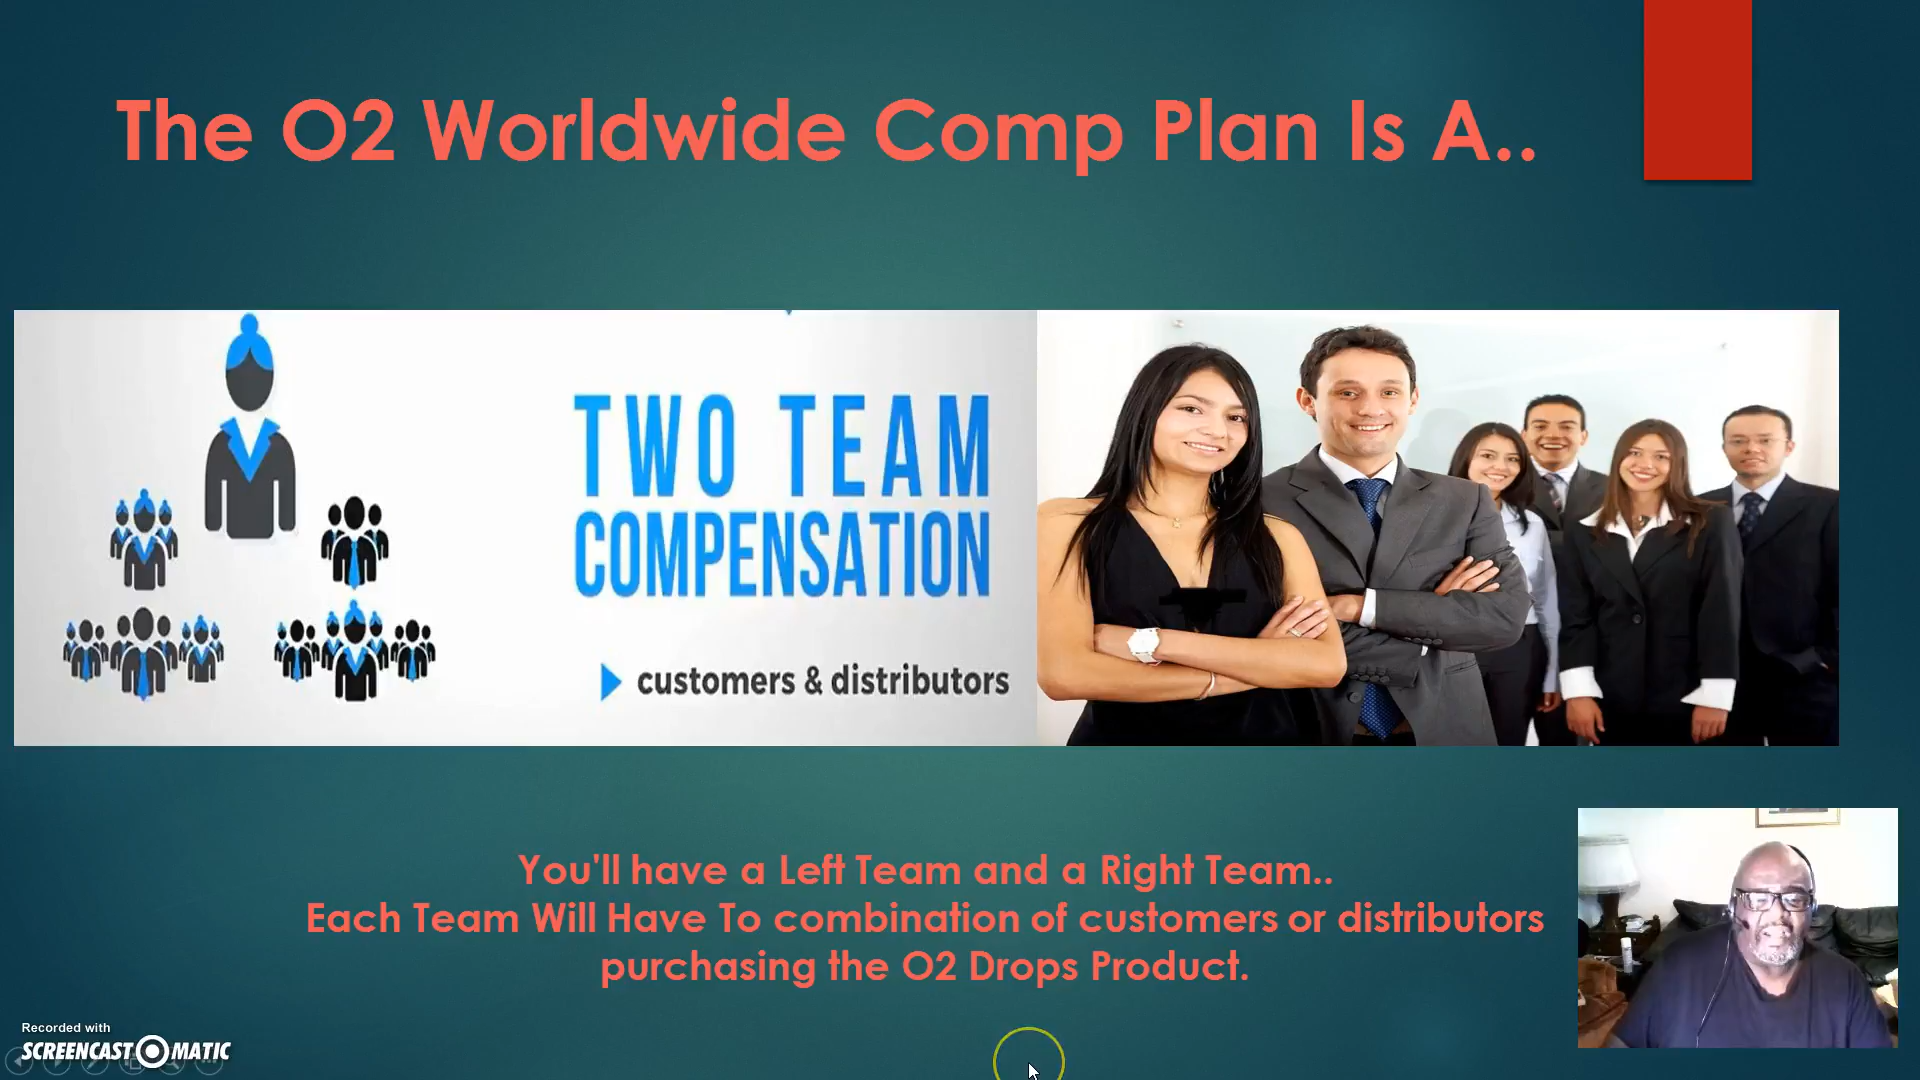 The O2 Worldwide Comp Plan Is A..
TWO TEAM
COMPENSATION
customers & distributors
You'll have a Left Team and a Right Team..
Each Team Will Have To combination of customers or distributors
purchasing the O2 Drops Product.
Recorded with
SCREENCAST MATIC